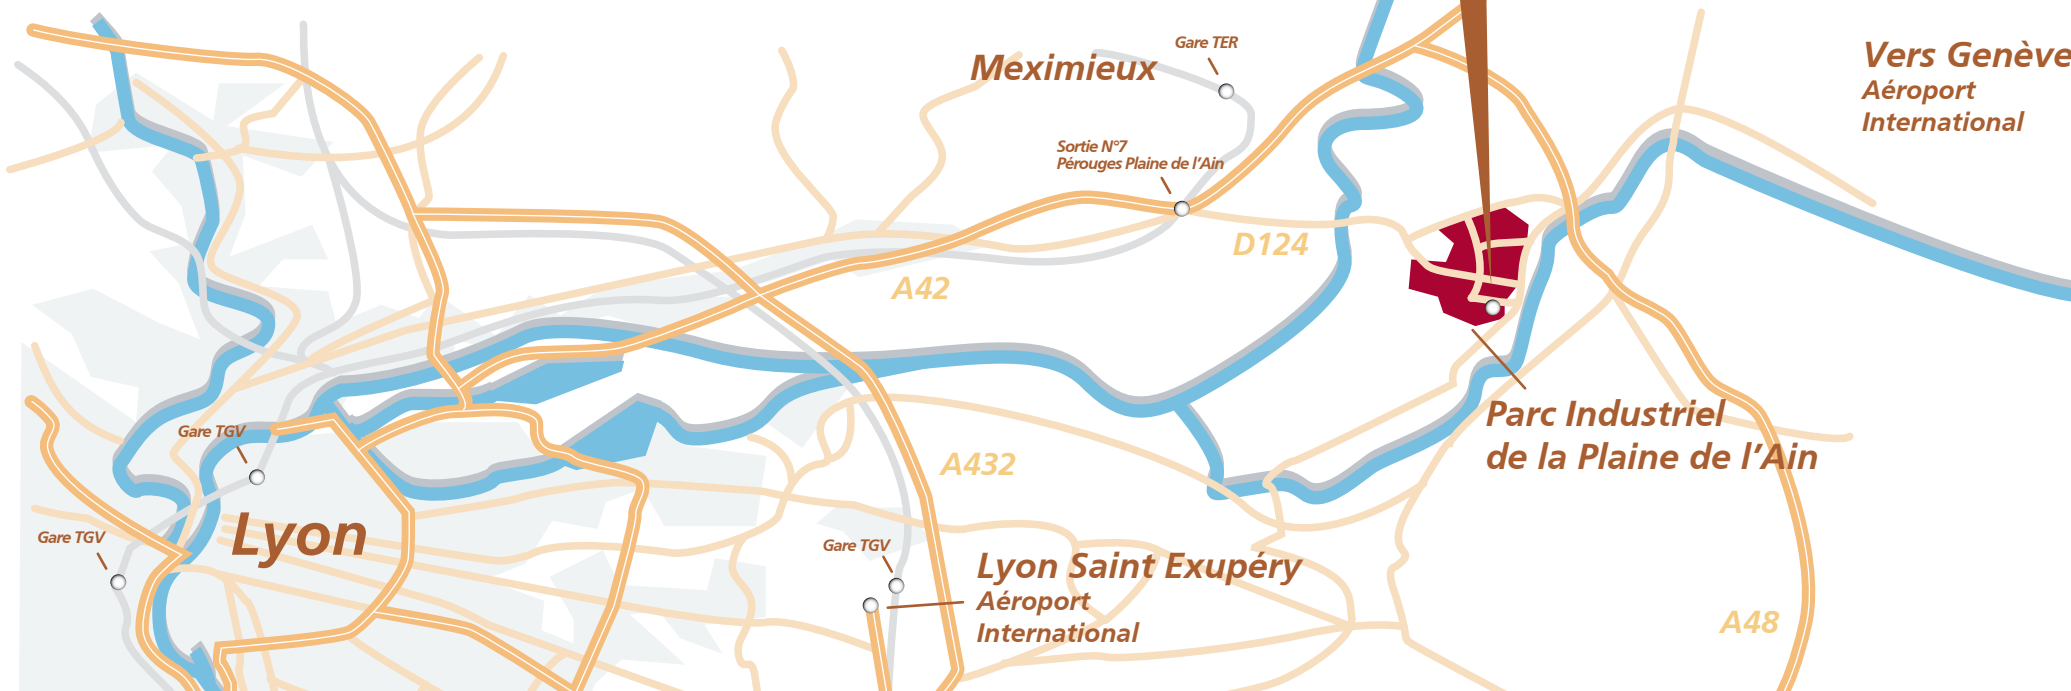 Gare TER
Meximieux
Vers Genève
Aéroport
International
Sortie N°7
Pérouges Plaine de l'Ain
D124
A42
Parc Industriel
de la Plaine de l'Ain
Gare TGV
A432
Lyon
Gare TGV
Gare TGV
Lyon Saint Exupéry
Aéroport
International
A48